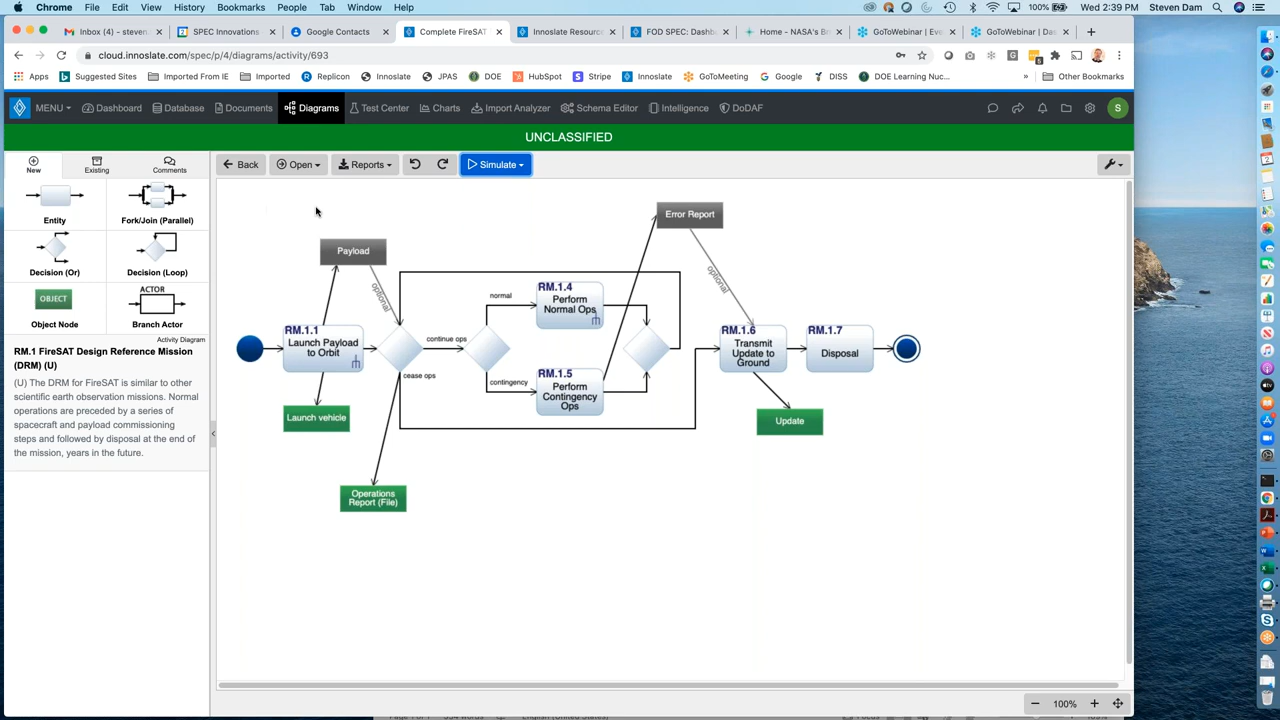 Chrome File Edit View History Bookmarks People Tab Window Help
100% Wed 2:39 PM Steven Dam
Inbox (4) - steven.
SPEC Innovations
Google Contacts
Complete FireSAT
Innoslate Resourc
FOD SPEC: Dashb
Home - NASA's B
GoToWebinar | Eve
GoToWebinar | Dam
cloud.innoslate.com/spec/p/4/diagrams/activity/693
Apps Suggested Sites Imported From IE Imported Replicon Innoslate JPAS DOE HubSpot Stripe Innoslate GoToMeeting Google DISS DOE Learning Nuc... » Other Bookmarks
MENU Dashboard Database Documents Diagrams Test Center Charts Import Analyzer Schema Editor Intelligence DoDAF S
UNCLASSIFIED
New Existing Comments
Back Open Reports Simulate
Entity
Fork/Join (Parallel)
Decision (Or)
Decision (Loop)
OBJECT
ACTOR
Object Node
Branch Actor
Activity Diagram
RM.1 FireSAT Design Reference Mission
(DRM) (U)
(U) The DRM for FireSAT is similar to other
scientific earth observation missions. Normal
operations are preceded by a series of
spacecraft and payload commissioning
steps and followed by disposal at the end of
the mission, years in the future.
Error Report
Payload
optional
optional
RM.1.4
Perform
Normal Ops
normal
RM.1.1
Launch Payload
to Orbit
continue ops
cease ops
contingency
RM.1.5
Perform
Contingency
Ops
RM.1.6
Transmit
Update to
Ground
RM.1.7
Disposal
Launch vehicle
Update
Operations
Report (File)
100%